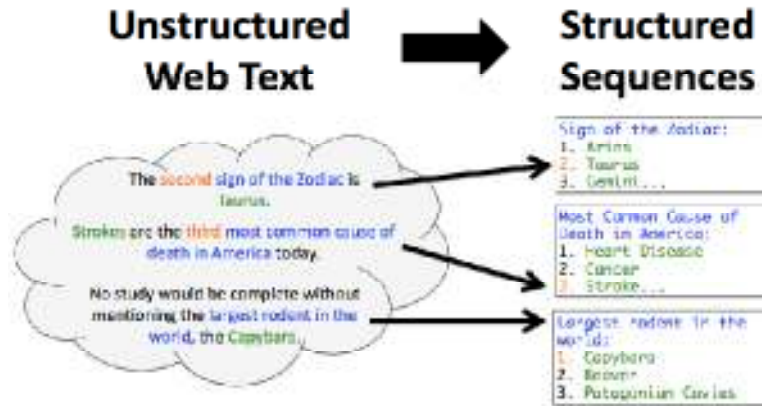 Unstructured
Web Text
Structured
Sequences
The second sign of the Zodiac is
Taurus.
Strokes are the third most common cause of
death in America today.
No study would be complete without
mentioning the largest rodent in the
world, the Capybara.
Sign of the Zodiac:
1. Aries
2. Taurus
3. Gemini...
Most Common Cause of
Death in America:
1. Heart Disease
2. Cancer
3. Stroke...
Largest rodent in the
world:
1. Capybara
2. Beaver
3. Patagonian Cavies